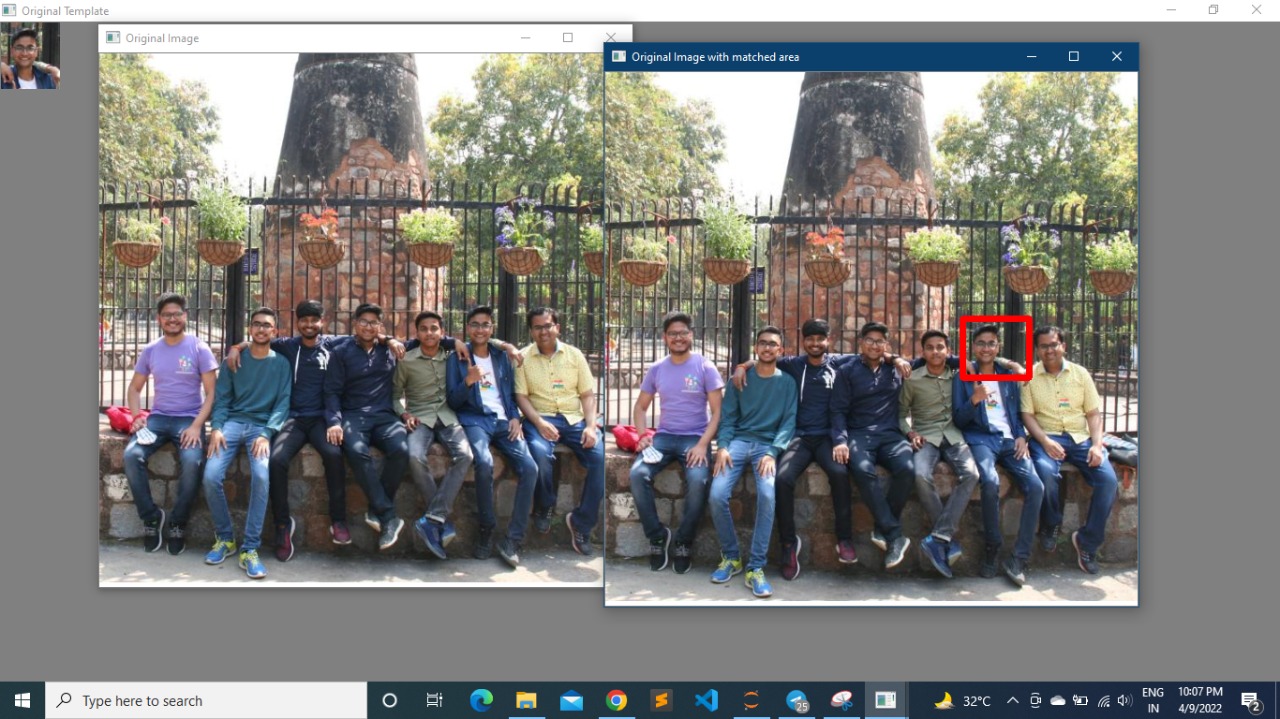 Original Template
Original Image
Original Image with matched area
Type here to search
25
32°C
ENG
IN
10:07 PM
4/9/2022
2